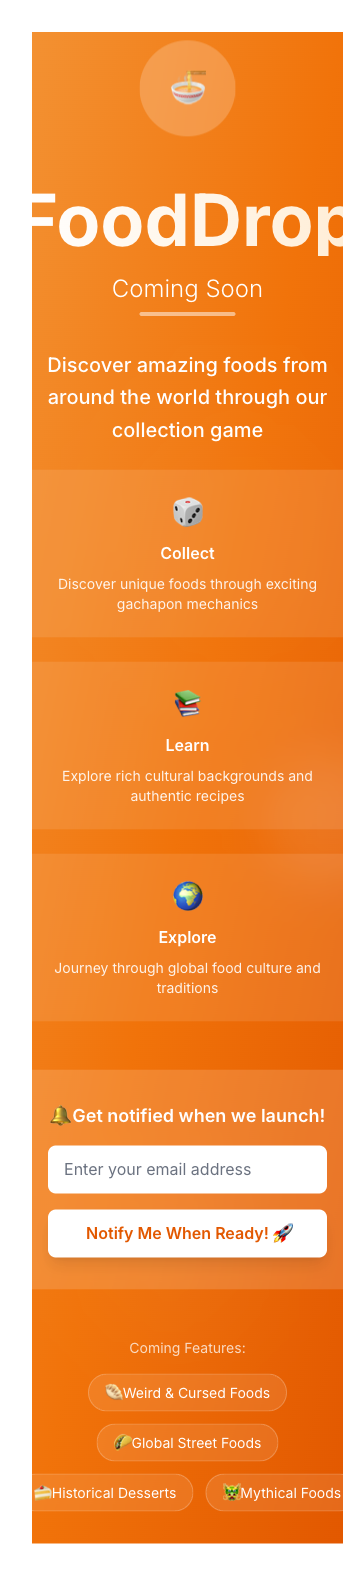 FoodDrop
Coming Soon
Discover amazing foods from
around the world through our
collection game
Collect
Discover unique foods through exciting
gachapon mechanics
Learn
Explore rich cultural backgrounds and
authentic recipes
Explore
Journey through global food culture and
traditions
Get notified when we launch!
Enter your email address
Notify Me When Ready!
Coming Features:
Weird & Cursed Foods
Global Street Foods
Historical Desserts
Mythical Foods